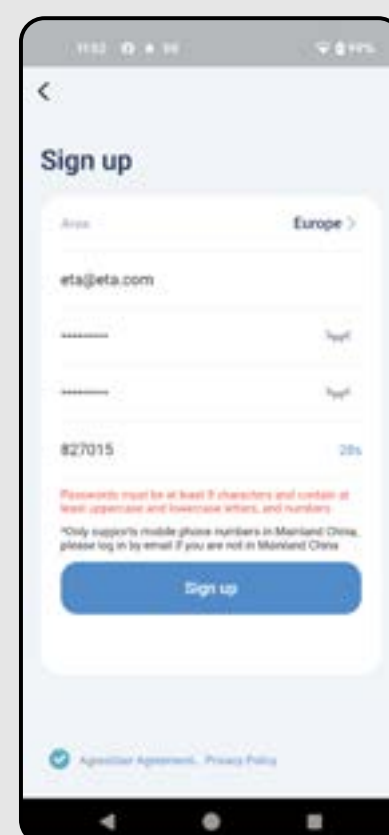 Sign up
Area
Europe
eta@eta.com
827015
28s
Passwords must be at least 8 characters and contain at
least uppercase and lowercase letters, and numbers
*Only supports mobile phone numbers in Mainland China,
please log in by email if you are not in Mainland China
Sign up
Agreement, Privacy Policy